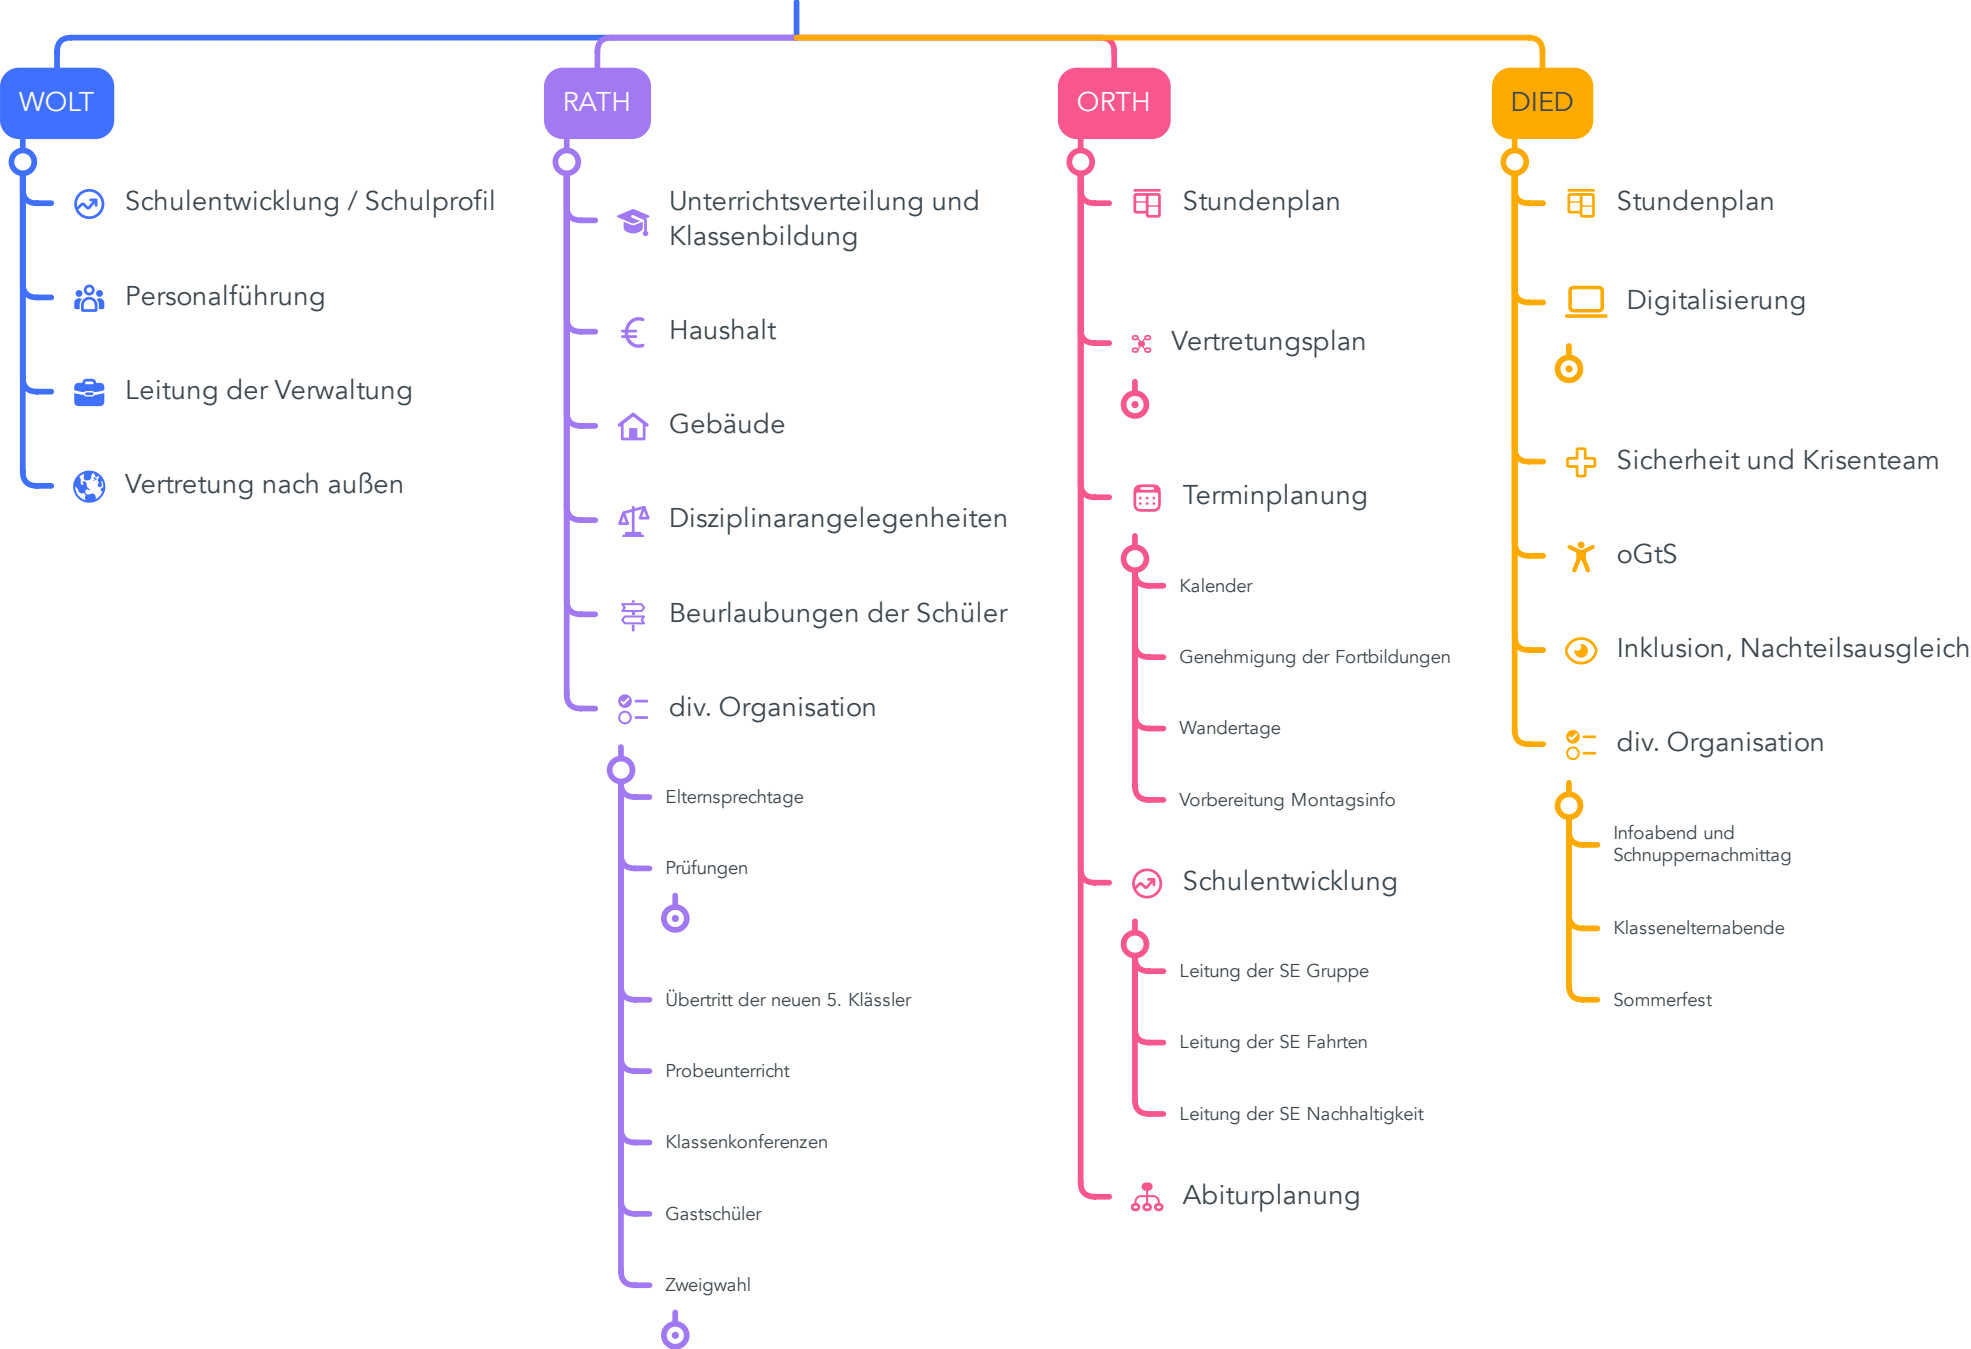 WOLT
Schulentwicklung / Schulprofil
Personalführung
Leitung der Verwaltung
Vertretung nach außen
RATH
Unterrichtsverteilung und
Klassenbildung
Haushalt
Gebäude
Disziplinarangelegenheiten
Beurlaubungen der Schüler
div. Organisation
Elternsprechtage
Prüfungen
Übertritt der neuen 5. Klässler
Probeunterricht
Klassenkonferenzen
Gastschüler
Zweigwahl
ORTH
Stundenplan
Vertretungsplan
Terminplanung
Kalender
Genehmigung der Fortbildungen
Wandertage
Vorbereitung Montagsinfo
Schulentwicklung
Leitung der SE Gruppe
Leitung der SE Fahrten
Leitung der SE Nachhaltigkeit
Abiturplanung
DIED
Stundenplan
Digitalisierung
Sicherheit und Krisenteam
oGtS
Inklusion, Nachteilsausgleich
div. Organisation
Infoabend und
Schnuppernachmittag
Klassenelternabende
Sommerfest